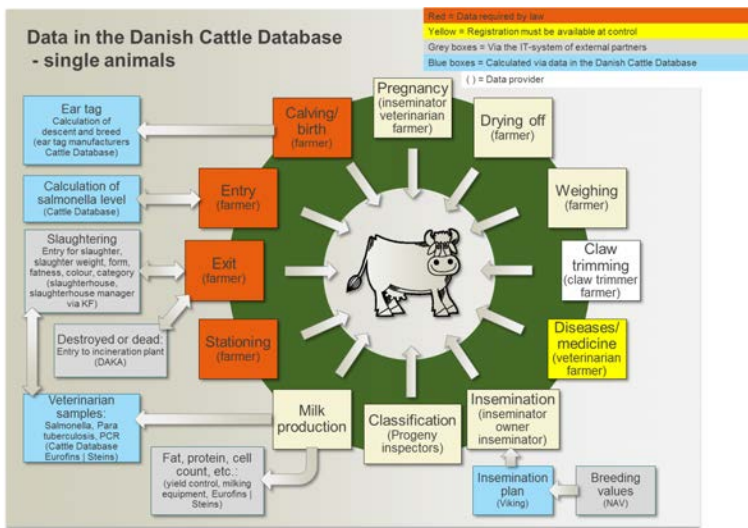 Data in the Danish Cattle Database
- single animals
Red = Data required by law
Yellow = Registration must be available at control
Grey boxes = Via the IT-system of external partners
Blue boxes = Calculated via data in the Danish Cattle Database
( ) = Data provider
Ear tag
Calculation of
descent and breed
(ear tag manufacturers
Cattle Database)
Calving/
birth
(farmer)
Pregnancy
(inseminator
veterinarian
farmer)
Drying off
(farmer)
Calculation of
salmonella level
(Cattle Database)
Entry
(farmer)
Weighing
(farmer)
Slaughtering
Entry for slaughter,
slaughter weight, form,
fatness, colour, category
(slaughterhouse,
slaughterhouse manager
via KF)
Exit
(farmer)
Claw
trimming
(claw trimmer
farmer)
Destroyed or dead:
Entry to incineration plant
(DAKA)
Stationing
(farmer)
Diseases/
medicine
(veterinarian
farmer)
Veterinarian
samples:
Salmonella, Para
tuberculosis, PCR
(Cattle Database
Eurofins | Steins)
Milk
production
Classification
(Progeny
inspectors)
Insemination
(inseminator
owner
inseminator)
Fat, protein, cell
count, etc.:
(yield control, milking
equipment, Eurofins |
Steins)
Insemination
plan
(Viking)
Breeding
values
(NAV)